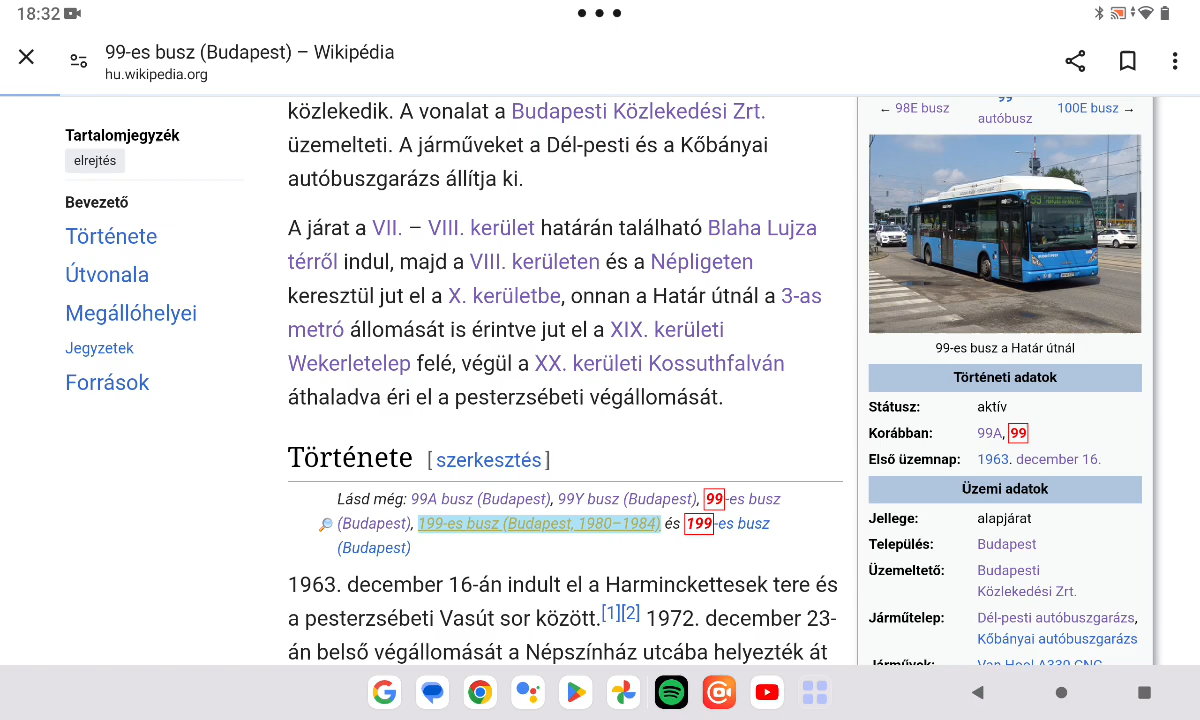 18:32
99-es busz (Budapest) – Wikipédia
hu.wikipedia.org
Tartalomjegyzék
elrejtés
Bevezető
Története
Útvonala
Megállóhelyei
Jegyzetek
Források
közlekedik. A vonalat a Budapesti Közlekedési Zrt.
üzemelteti. A járműveket a Dél-pesti és a Kőbányai
autóbuszgarázs állítja ki.
A járat a VII. – VIII. kerület határán található Blaha Lujza
térről indul, majd a VIII. kerületen és a Népligeten
keresztül jut el a X. kerületbe, onnan a Határ útnál a 3-as
metró állomását is érintve jut el a XIX. kerületi
Wekerletelep felé, végül a XX. kerületi Kossuthfalván
áthaladva éri el a pesterzsébeti végállomását.
Története [szerkesztés]
Lásd még: 99A busz (Budapest), 99Y busz (Budapest), 99-es busz
(Budapest), 199-es busz (Budapest, 1980–1984) és 199-es busz
(Budapest)
1963. december 16-án indult el a Harminckettesek tere és
a pesterzsébeti Vasút sor között.[1][2] 1972. december 23-
án belső végállomását a Népszínház utcába helyezték át
← 98E busz
99
autóbusz
100E busz →
99-es busz a Határ útnál
Történeti adatok
Státusz: aktív
Korábban: 99A, 99
Első üzemnap: 1963. december 16.
Üzemi adatok
Jellege: alapjárat
Település: Budapest
Üzemeltető: Budapesti
Közlekedési Zrt.
Járműtelep: Dél-pesti autóbuszgarázs,
Kőbányai autóbuszgarázs
Járművek: Van Hool A330 CNG